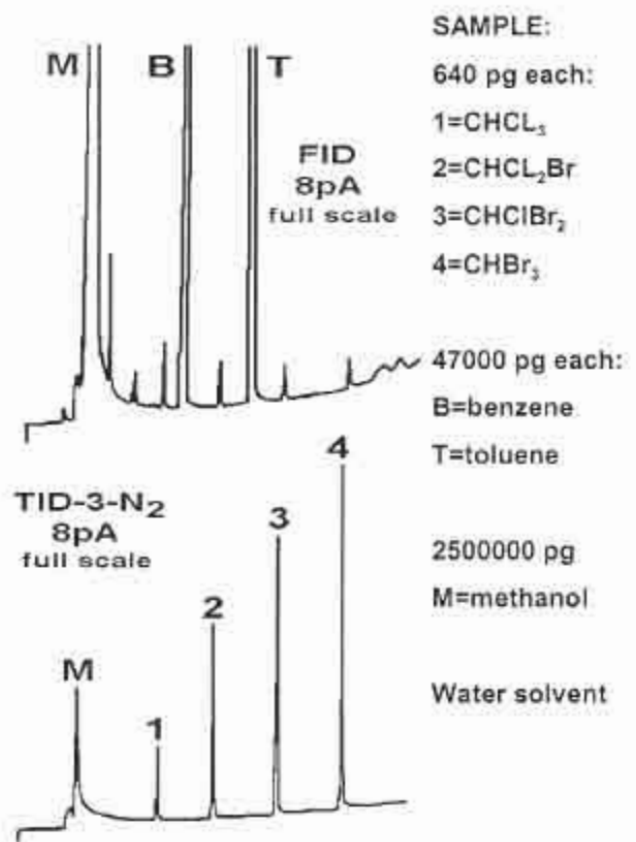 M B T
FID
8pA
full scale
SAMPLE:
640 pg each:
1=CHCL₃
2=CHCL₂Br
3=CHClBr₂
4=CHBr₃
47000 pg each:
B=benzene
T=toluene
2500000 pg
M=methanol
Water solvent
TID-3-N₂
8pA
full scale
M
1
2
3
4